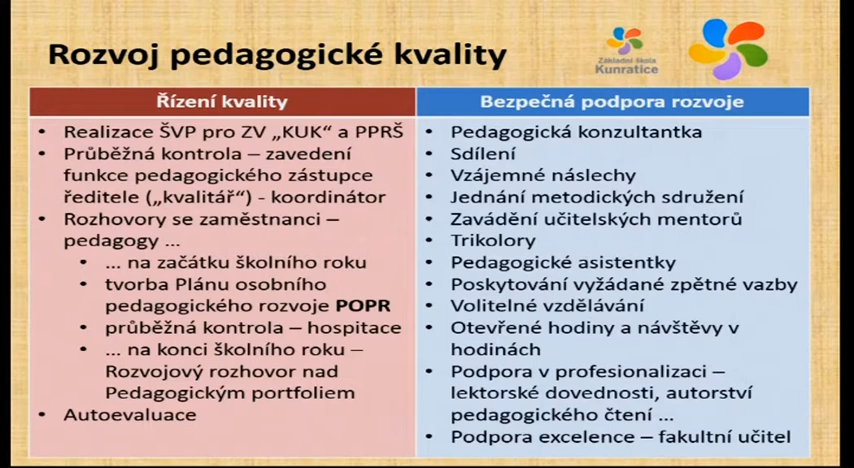 Rozvoj pedagogické kvality
Základní škola
Kunratice
Řízení kvality
• Realizace ŠVP pro ZV „KUK“ a PPRŠ
• Průběžná kontrola – zavedení
funkce pedagogického zástupce
ředitele („kvalitář“) - koordinátor
• Rozhovory se zaměstnanci –
pedagogy ...
• ... na začátku školního roku
• tvorba Plánu osobního
pedagogického rozvoje POPR
• průběžná kontrola – hospitace
• ... na konci školního roku –
Rozvojový rozhovor nad
Pedagogickým portfoliem
• Autoevaluace
Bezpečná podpora rozvoje
• Pedagogická konzultantka
• Sdílení
• Vzájemné náslechy
• Jednání metodických sdružení
• Zavádění učitelských mentorů
• Trikolory
• Pedagogické asistentky
• Poskytování vyžádané zpětné vazby
• Volitelné vzdělávání
• Otevřené hodiny a návštěvy v
hodinách
• Podpora v profesionalizaci –
lektorské dovednosti, autorství
pedagogického čtení ...
• Podpora excelence – fakultní učitel